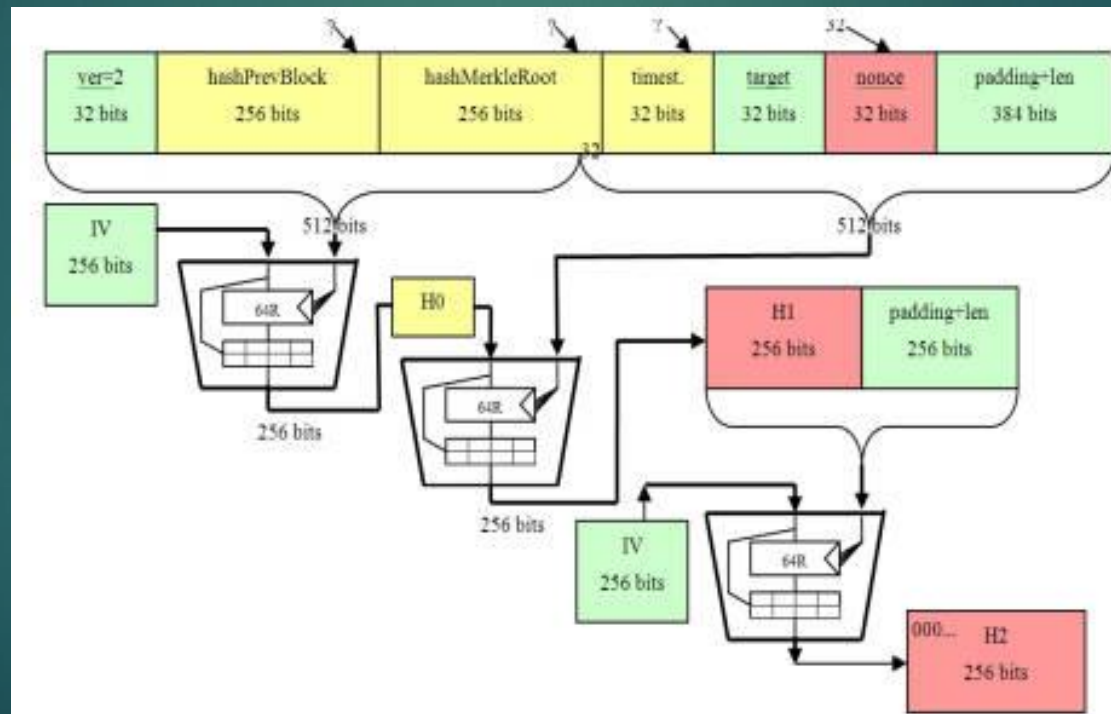 ? ? ? 32
ver=2 hashPrevBlock hashMerkleRoot timest. target nonce padding+len
32 bits 256 bits 256 bits 32 bits 32 bits 32 bits 384 bits
32
512 bits 512 bits
IV
256 bits
64R
H0
256 bits
64R
256 bits
H1 padding+len
256 bits 256 bits
IV
256 bits
64R
000... H2
256 bits